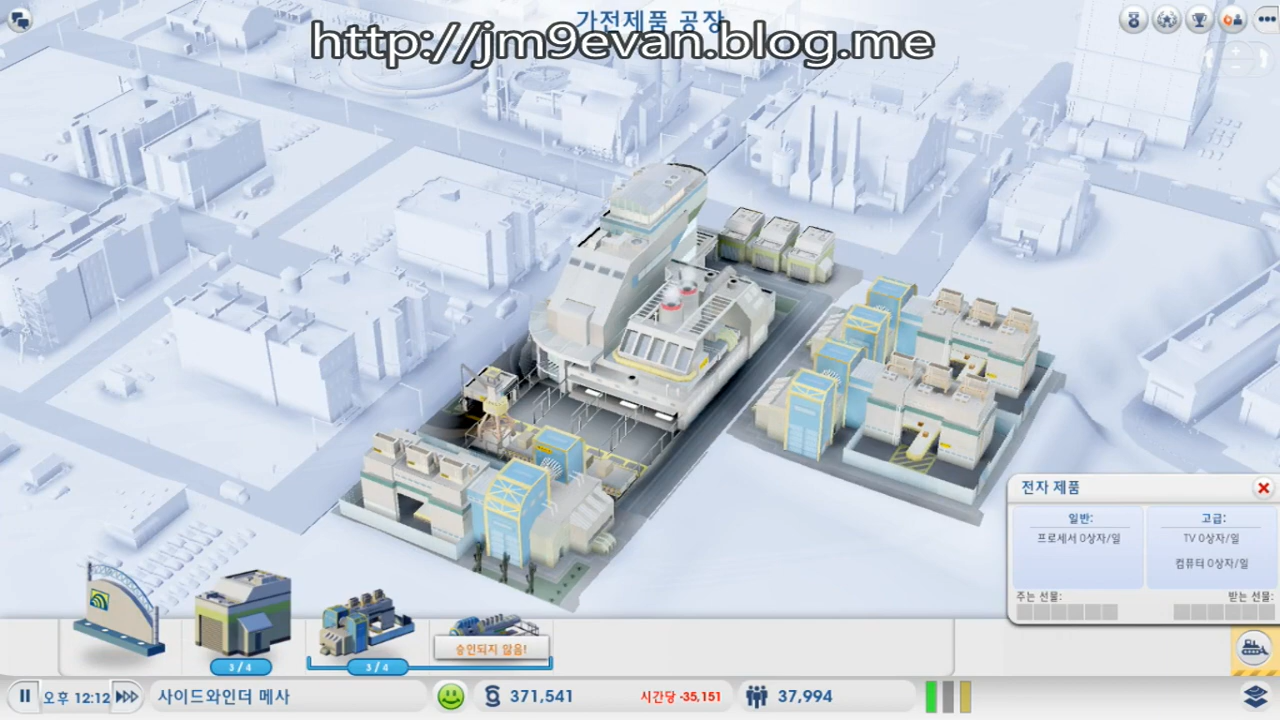 가전제품 공장
http://jm9evan.blog.me
전자 제품
일반:
프로세서 0상자/일
고급:
TV 0상자/일
컴퓨터 0상자/일
주는 선물:
받는 선물:
3/4
3/4
승인되지 않음!
오후 12:12
사이드와인더 메사
371,541
시간당 -35,151
37,994